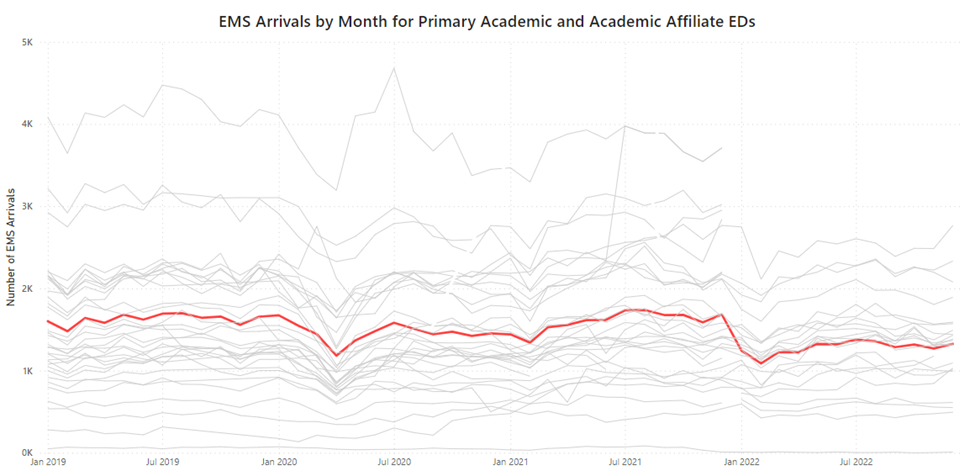 EMS Arrivals by Month for Primary Academic and Academic Affiliate EDs
Number of EMS Arrivals
5K
4K
3K
2K
1K
0K
Jan 2019
Jul 2019
Jan 2020
Jul 2020
Jan 2021
Jul 2021
Jan 2022
Jul 2022